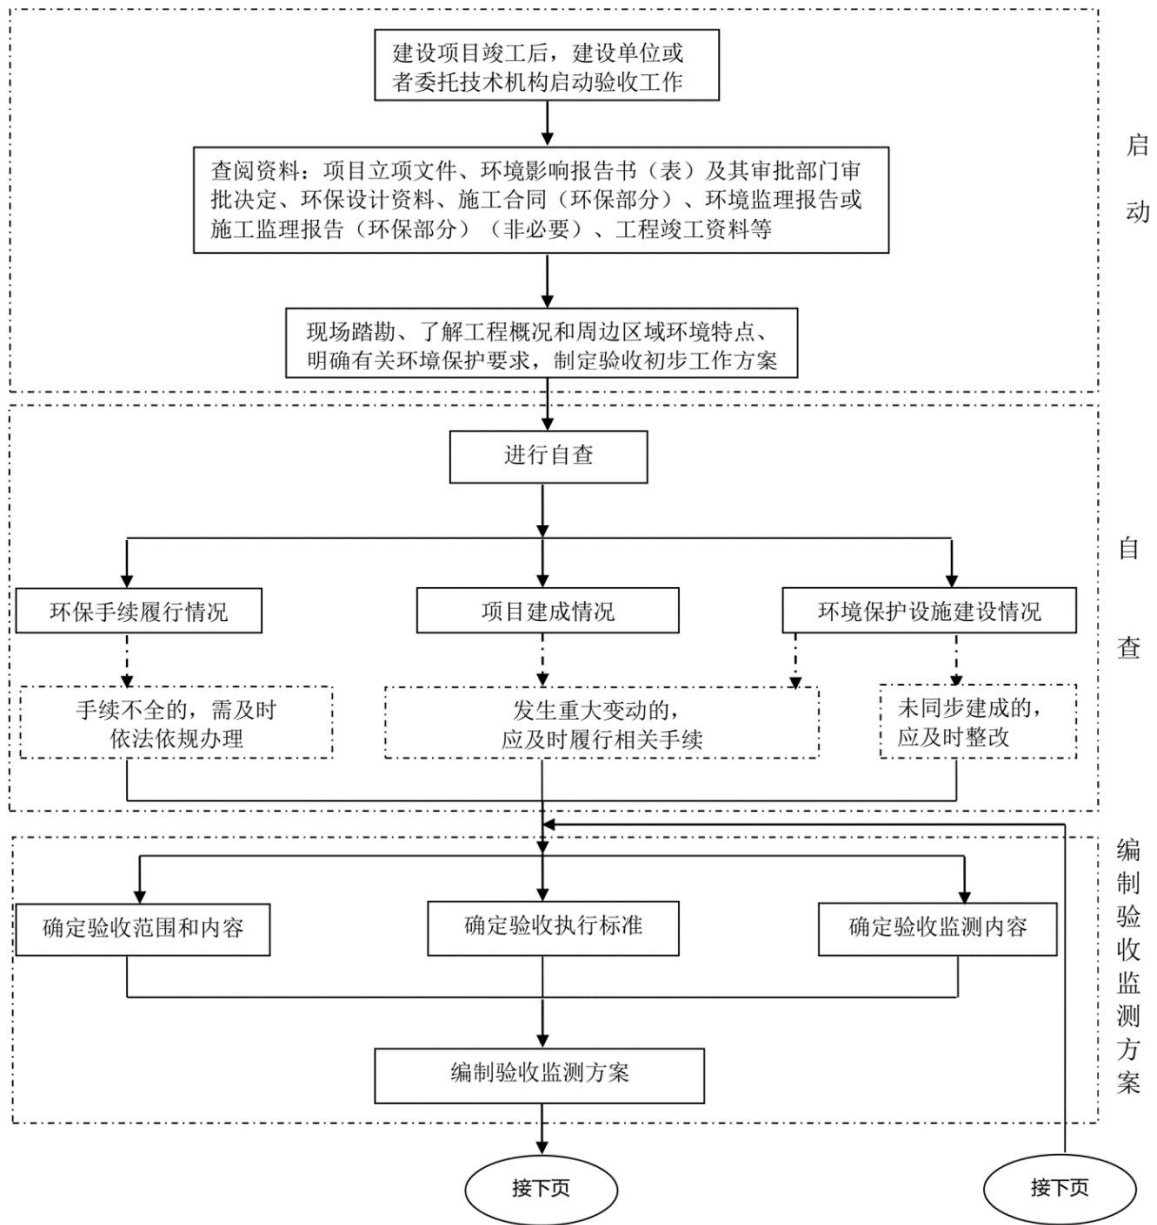 建设项目竣工后，建设单位或
者委托技术机构启动验收工作
查阅资料：项目立项文件、环境影响报告书（表）及其审批部门审
批决定、环保设计资料、施工合同（环保部分）、环境监理报告或
施工监理报告（环保部分）（非必要）、工程竣工资料等
现场踏勘、了解工程概况和周边区域环境特点、
明确有关环境保护要求，制定验收初步工作方案
启
动
进行自查
环保手续履行情况
项目建成情况
环境保护设施建设情况
手续不全的，需及时
依法依规办理
发生重大变动的，
应及时履行相关手续
未同步建成的，
应及时整改
自
查
确定验收范围和内容
确定验收执行标准
确定验收监测内容
编制验收监测方案
编
制
验
收
监
测
方
案
接下页
接下页